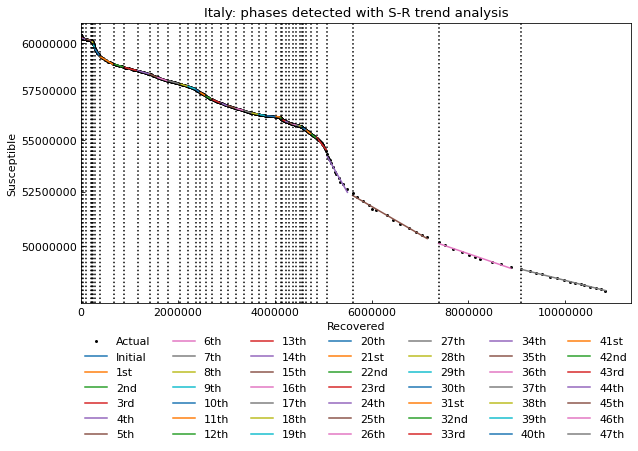 Italy: phases detected with S-R trend analysis
60000000
57500000
55000000
52500000
50000000
Susceptible
0 2000000 4000000 6000000 8000000 10000000
Recovered
Actual 6th 13th 20th 27th 34th 41st
Initial 7th 14th 21st 28th 35th 42nd
1st 8th 15th 22nd 29th 36th 43rd
2nd 9th 16th 23rd 30th 37th 44th
3rd 10th 17th 24th 31st 38th 45th
4th 11th 18th 25th 32nd 39th 46th
5th 12th 19th 26th 33rd 40th 47th